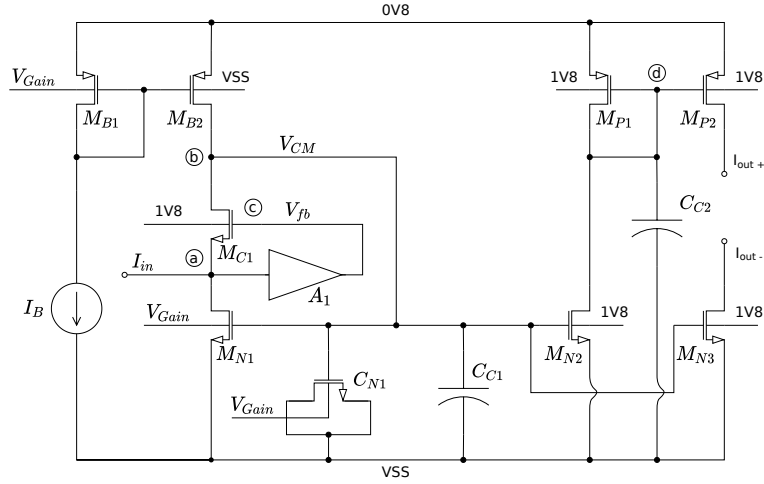 0V8
V_Gain
VSS
1V8
ⓓ
1V8
M_B1
M_B2
M_P1
M_P2
ⓑ
V_CM
I_out +
ⓒ
1V8
V_fb
C_C2
ⓐ
M_C1
I_in
I_out -
A_1
I_B
V_Gain
1V8
1V8
M_N1
M_N2
M_N3
C_N1
C_C1
V_Gain
VSS